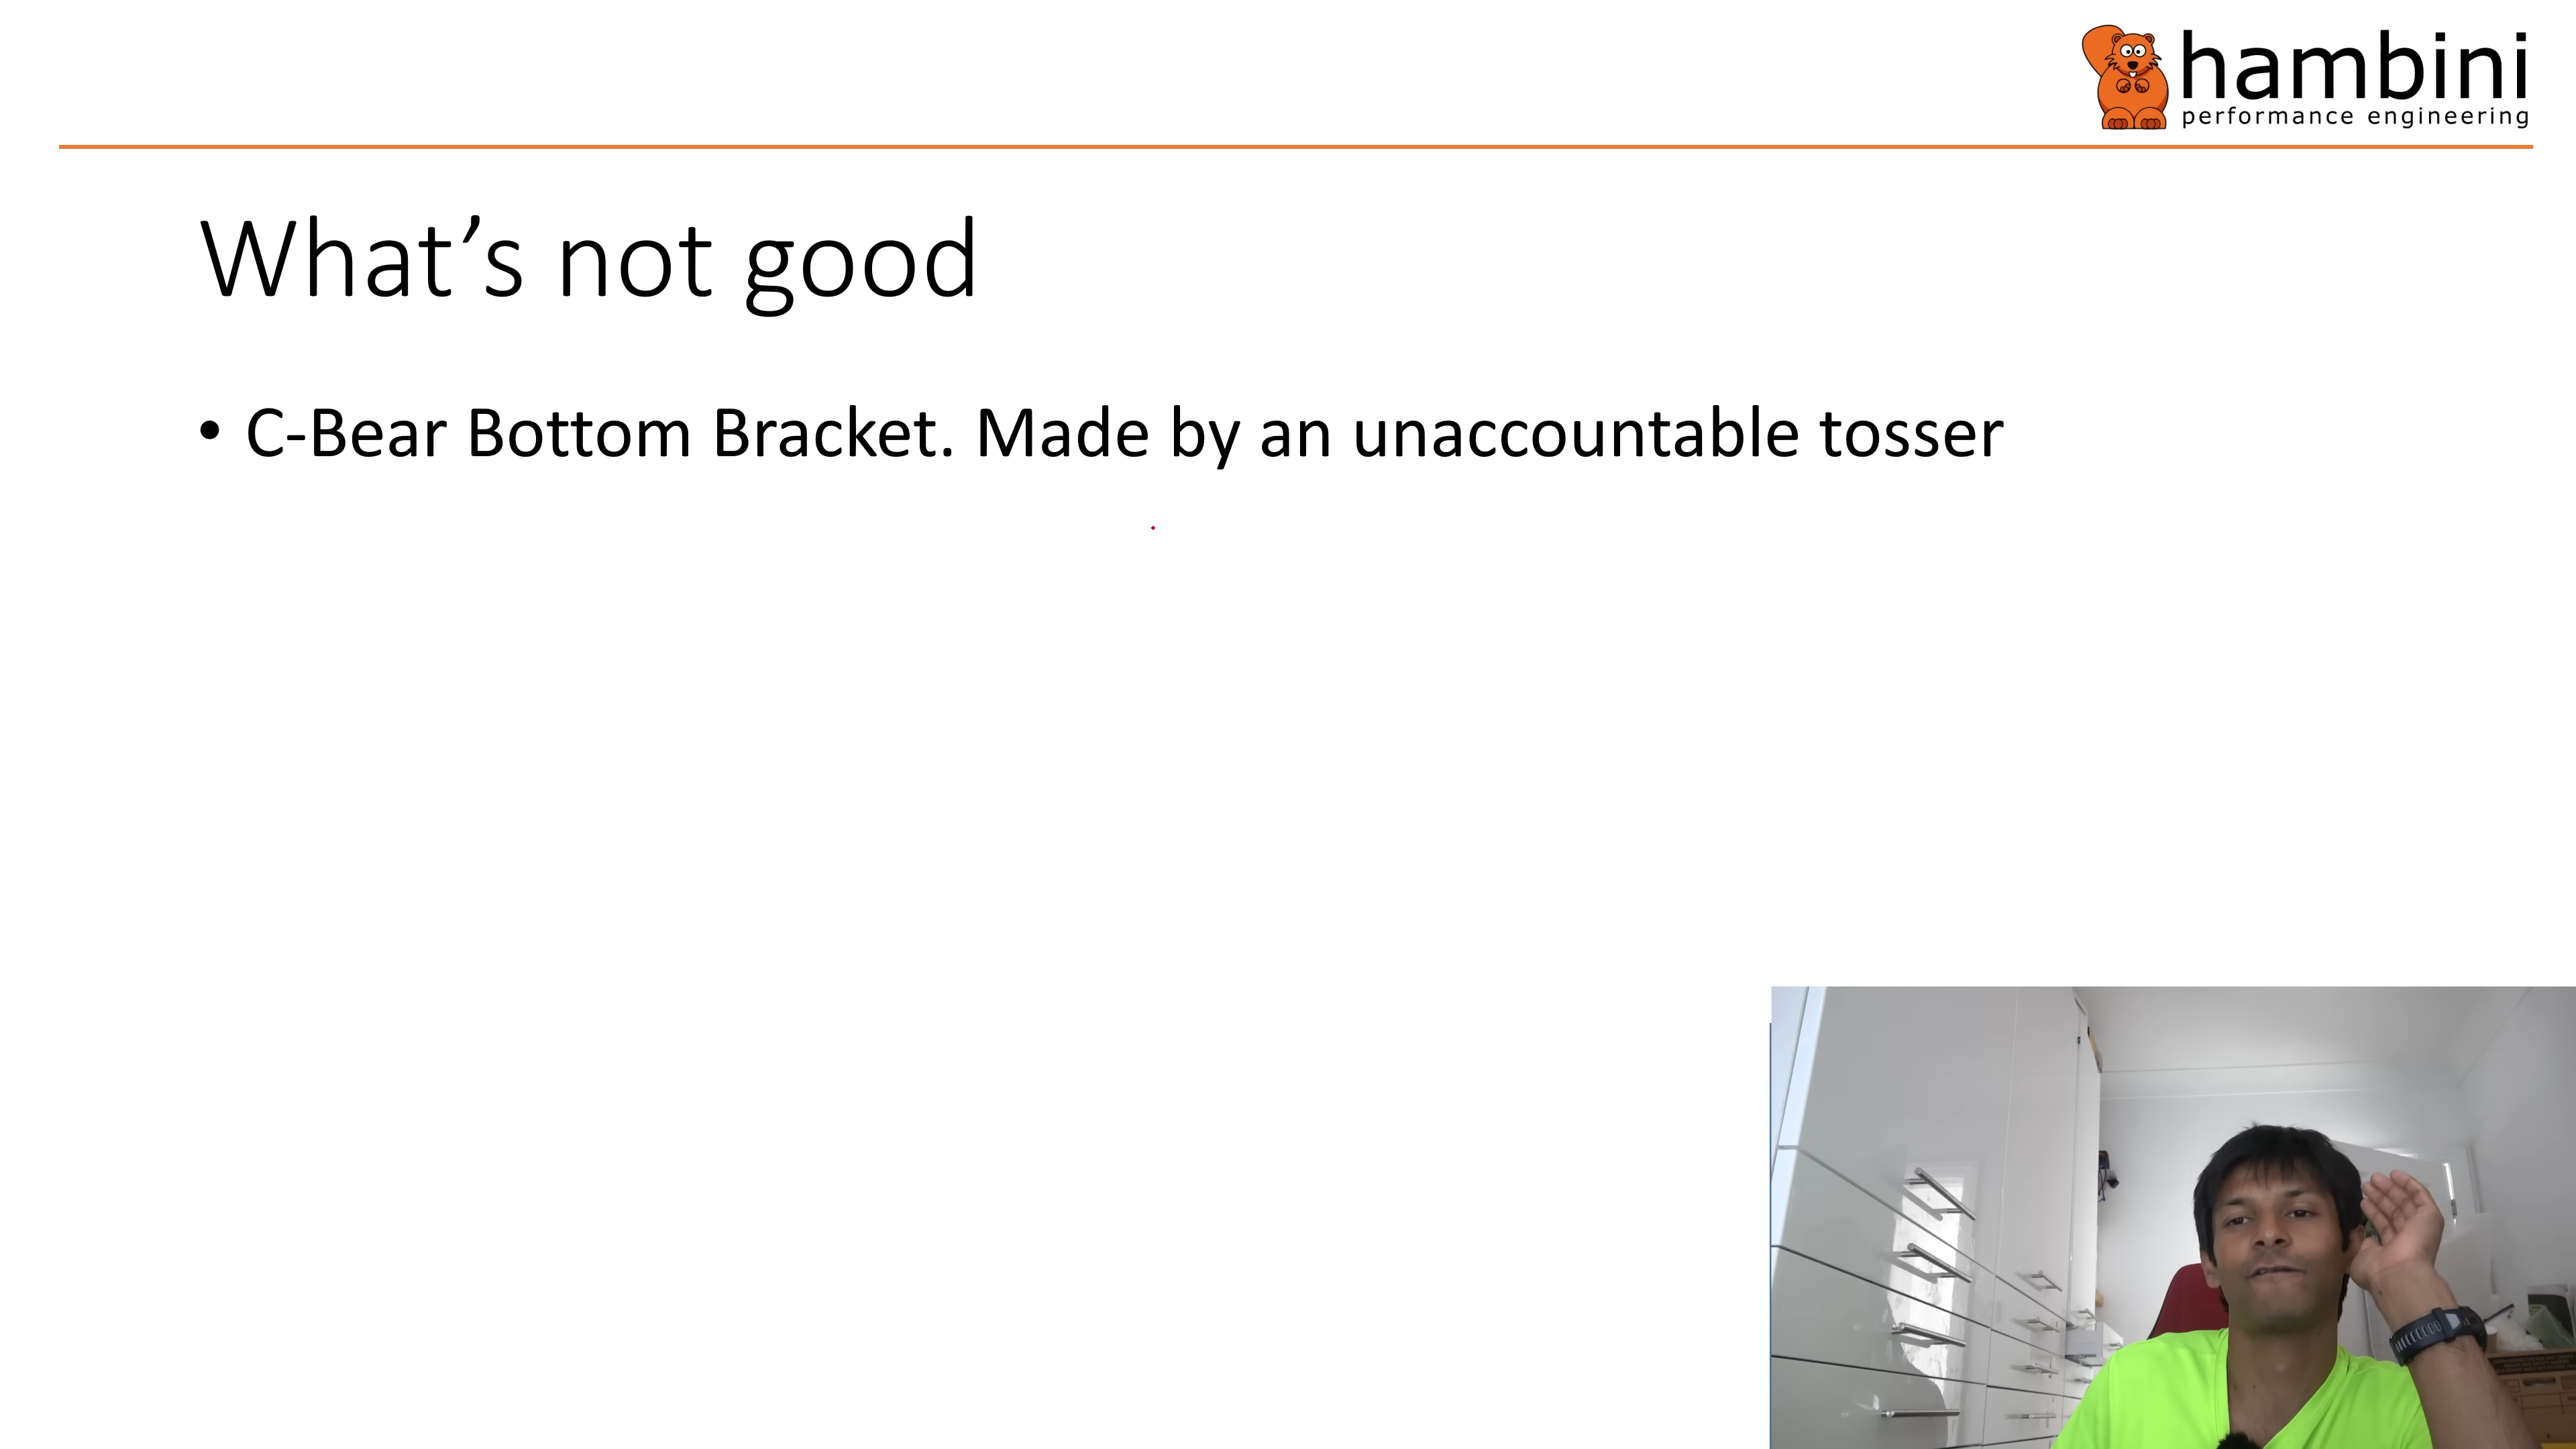 hambini
performance engineering
What’s not good
• C-Bear Bottom Bracket. Made by an unaccountable tosser